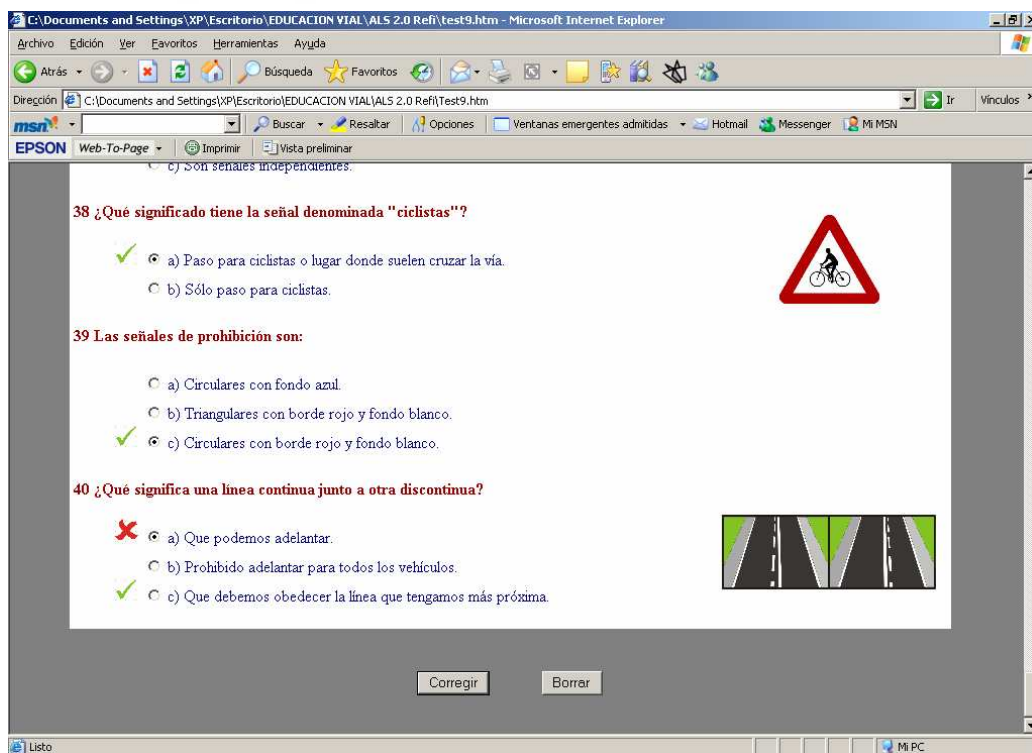 C:\Documents and Settings\XP\Escritorio\EDUCACION VIAL\ALS 2.0 Refi\test9.htm - Microsoft Internet Explorer
Archivo Edición Ver Favoritos Herramientas Ayuda
Atrás Búsqueda Favoritos
Dirección C:\Documents and Settings\XP\Escritorio\EDUCACION VIAL\ALS 2.0 Refi\Test9.htm Ir Vínculos »
msn Buscar Resaltar Opciones Ventanas emergentes admitidas Hotmail Messenger Mi MSN
EPSON Web-To-Page Imprimir Vista preliminar
c) Son señales independientes.
38 ¿Qué significado tiene la señal denominada "ciclistas"?
a) Paso para ciclistas o lugar donde suelen cruzar la vía.
b) Sólo paso para ciclistas.
39 Las señales de prohibición son:
a) Circulares con fondo azul.
b) Triangulares con borde rojo y fondo blanco.
c) Circulares con borde rojo y fondo blanco.
40 ¿Qué significa una línea continua junto a otra discontinua?
a) Que podemos adelantar.
b) Prohibido adelantar para todos los vehículos.
c) Que debemos obedecer la línea que tengamos más próxima.
Corregir Borrar
Listo Mi PC